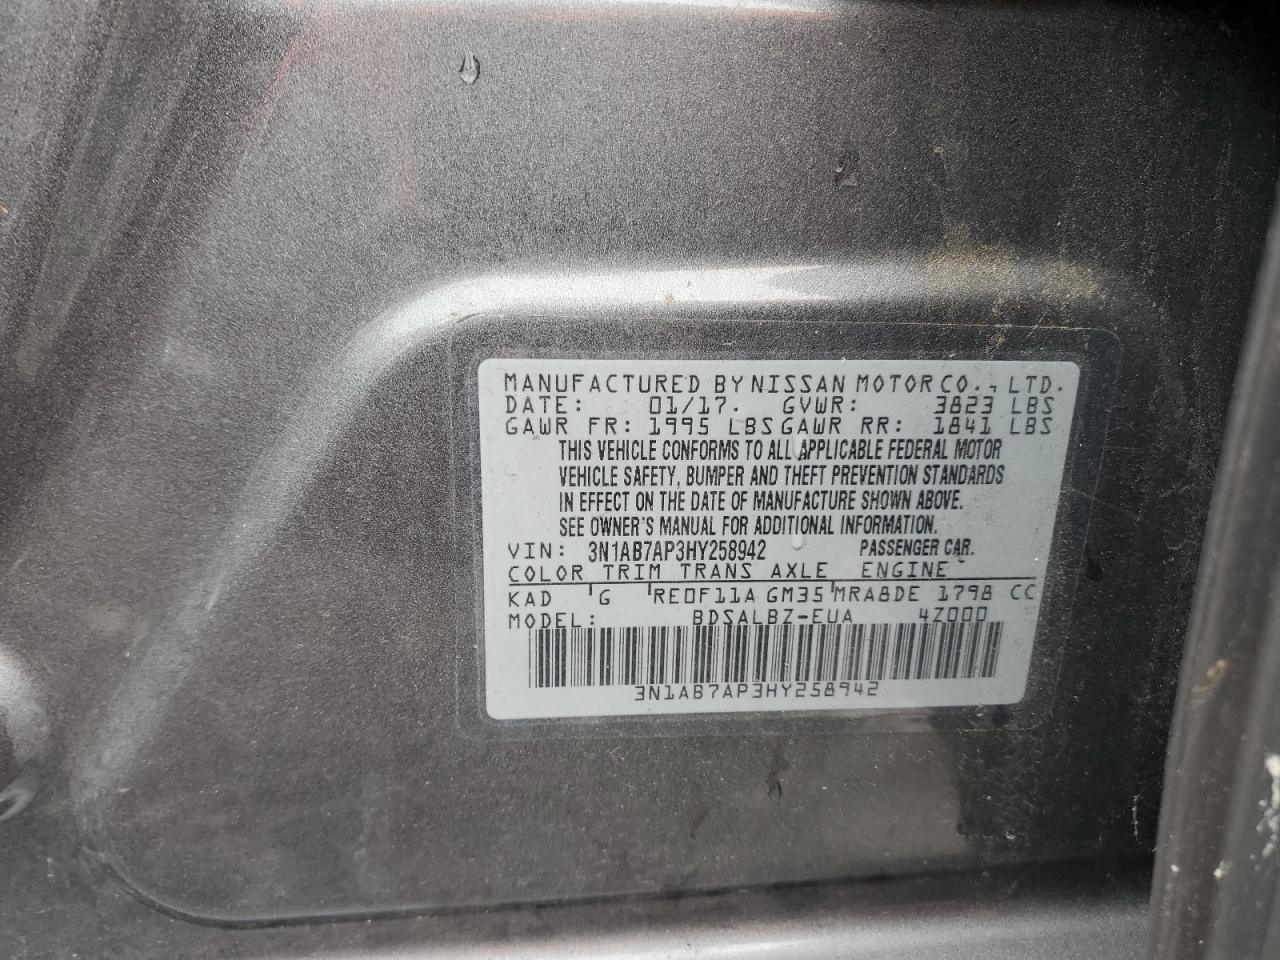 MANUFACTURED BY NISSAN MOTOR CO., LTD.
DATE: 01/17. GVWR: 3823 LBS
GAWR FR: 1995 LBS GAWR RR: 1841 LBS
THIS VEHICLE CONFORMS TO ALL APPLICABLE FEDERAL MOTOR
VEHICLE SAFETY, BUMPER AND THEFT PREVENTION STANDARDS
IN EFFECT ON THE DATE OF MANUFACTURE SHOWN ABOVE.
SEE OWNER'S MANUAL FOR ADDITIONAL INFORMATION.
VIN: 3N1AB7AP3HY258942 PASSENGER CAR.
COLOR TRIM TRANS AXLE ENGINE
KAD G RE0F11A GM35 MRA8DE 1798 CC
MODEL: BDSALBZ-EUA 4Z000
3N1AB7AP3HY258942